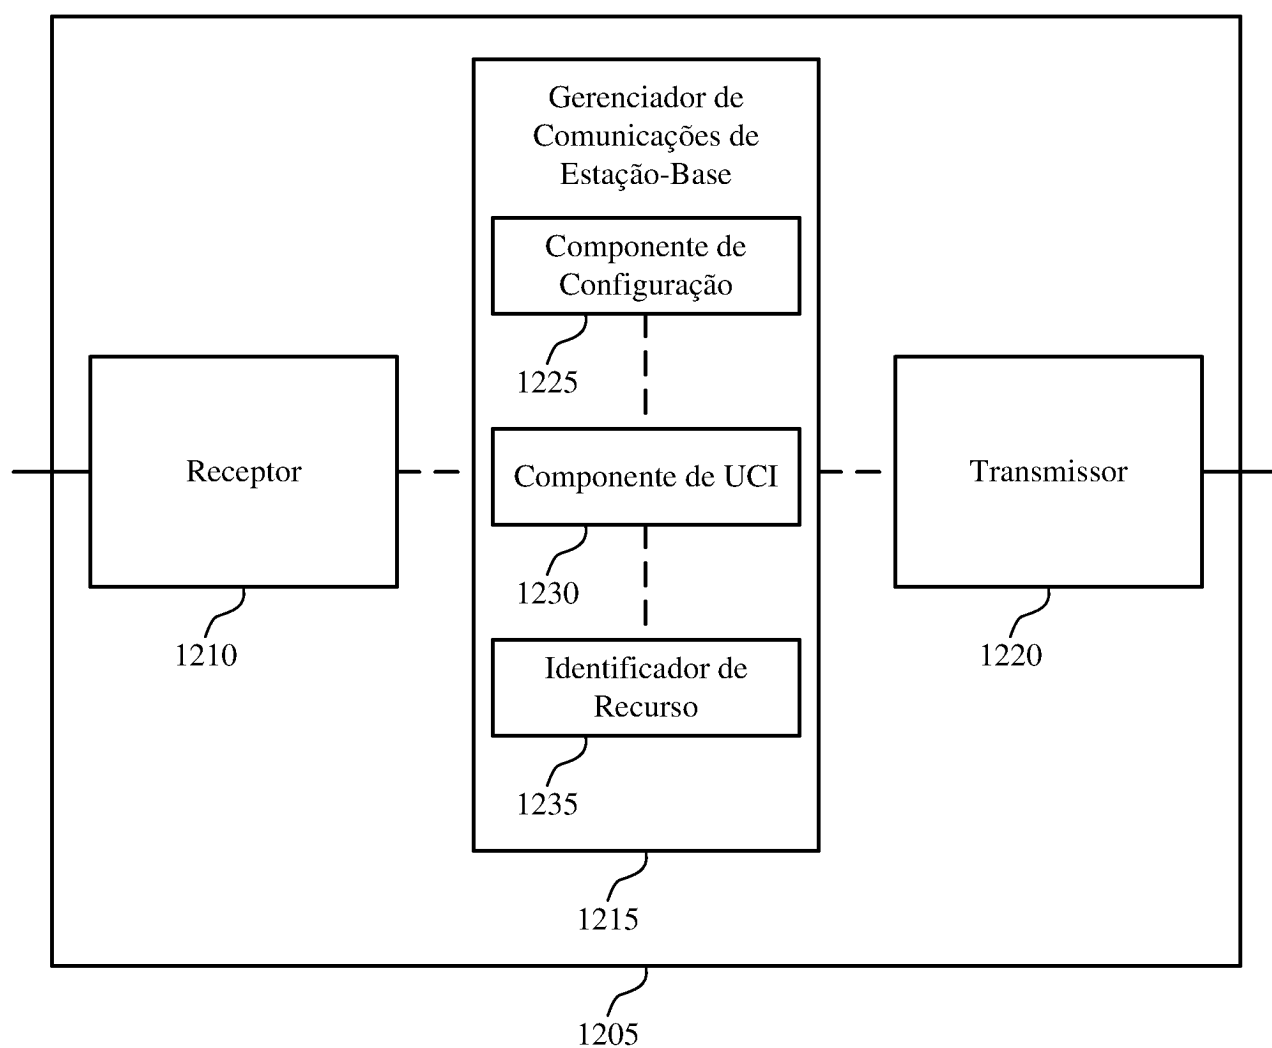 Gerenciador de
Comunicações de
Estação-Base
Componente de
Configuração
1225
Receptor
Componente de UCI
Transmissor
1230
1210
1220
Identificador de
Recurso
1235
1215
1205